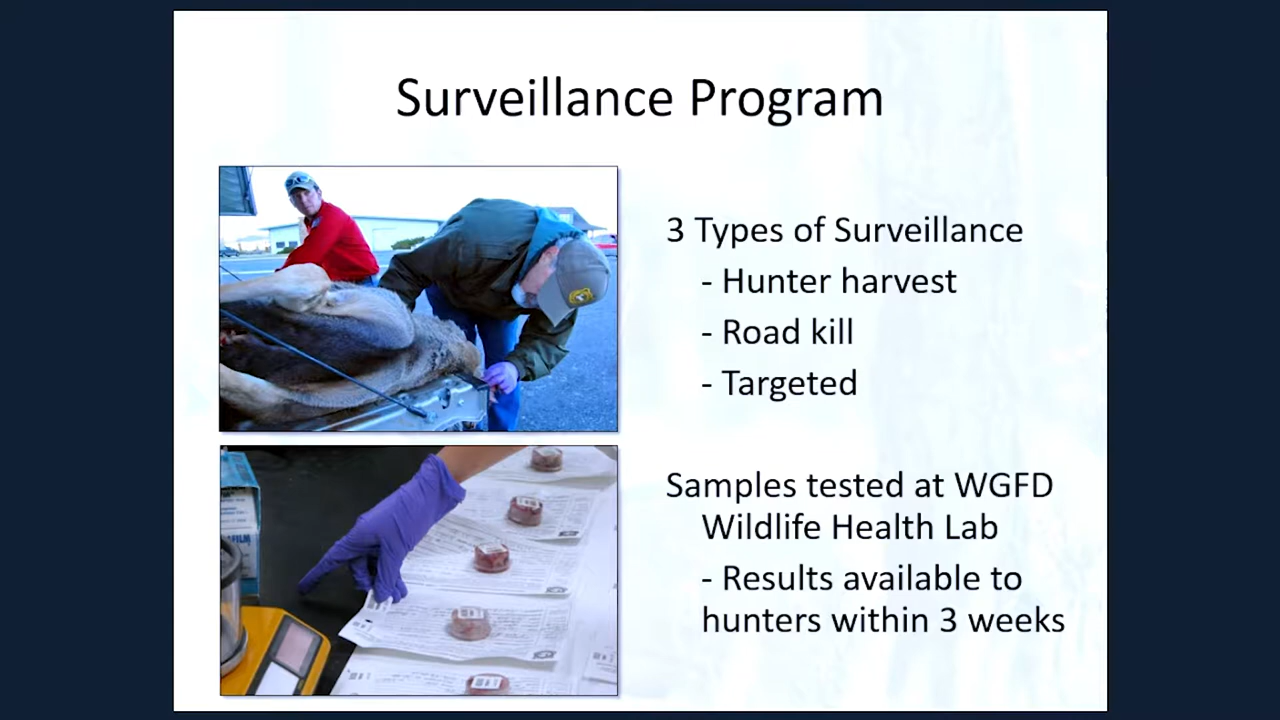 Surveillance Program
3 Types of Surveillance
- Hunter harvest
- Road kill
- Targeted
Samples tested at WGFD
Wildlife Health Lab
- Results available to
hunters within 3 weeks